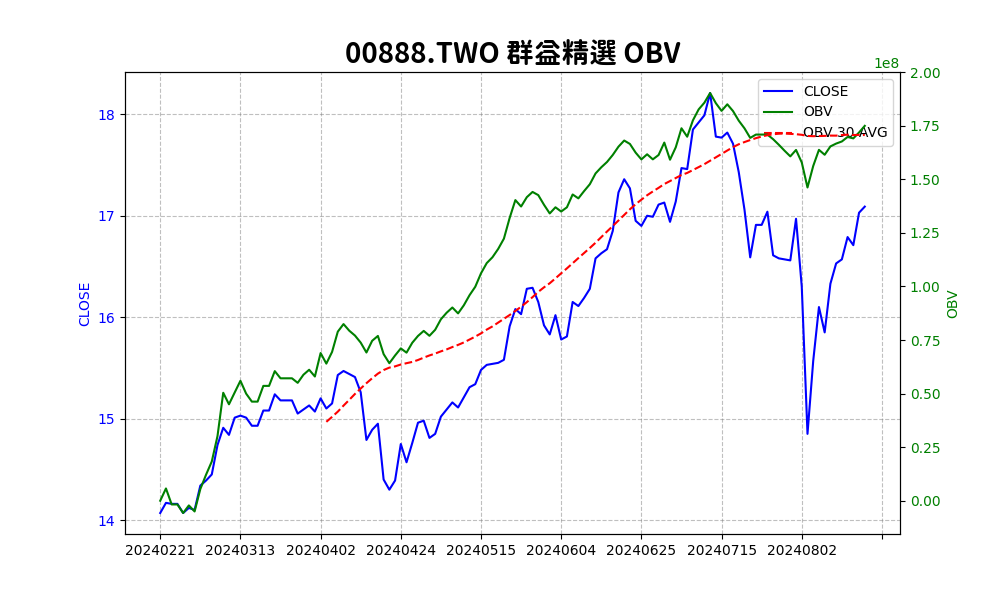 00888.TWO 群益精選 OBV
1e8
2.00
CLOSE
OBV
OBV 30 AVG
18
17
16
15
14
CLOSE
1.75
1.50
1.25
1.00
0.75
0.50
0.25
0.00
OBV
20240221 20240313 20240402 20240424 20240515 20240604 20240625 20240715 20240802